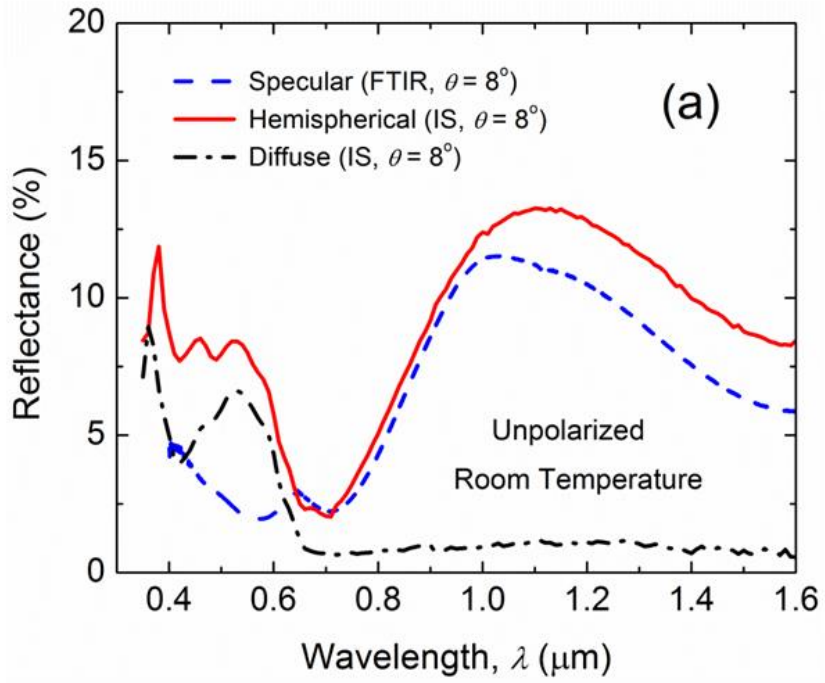 20
15
10
5
0
Reflectance (%)
Specular (FTIR, θ = 8°)
Hemispherical (IS, θ = 8°)
Diffuse (IS, θ = 8°)
(a)
Unpolarized
Room Temperature
0.4 0.6 0.8 1.0 1.2 1.4 1.6
Wavelength, λ (μm)